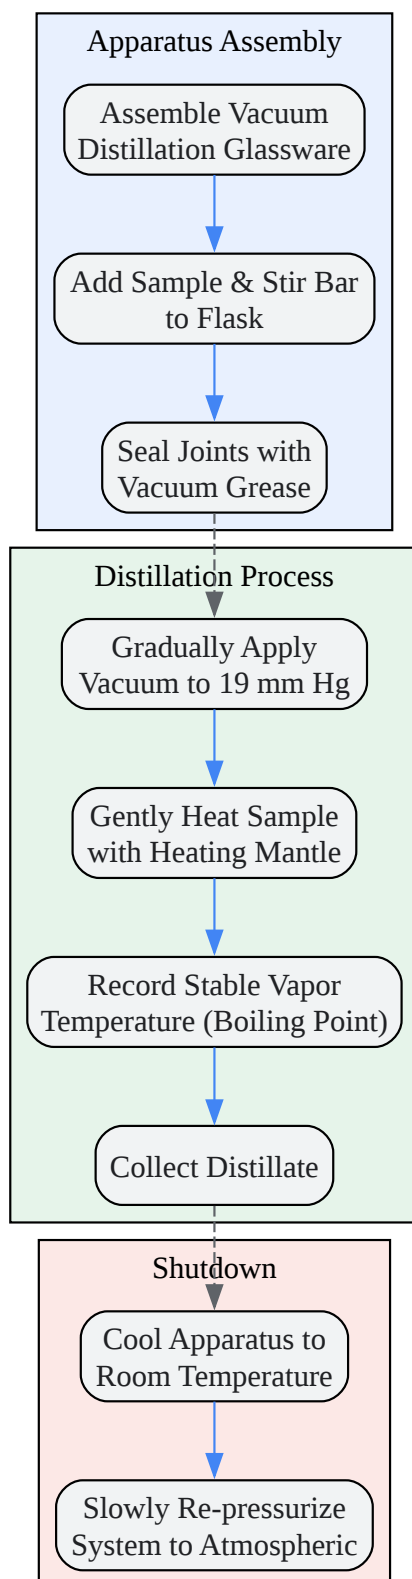 Apparatus Assembly
Assemble Vacuum
Distillation Glassware
Add Sample & Stir Bar
to Flask
Seal Joints with
Vacuum Grease
Distillation Process
Gradually Apply
Vacuum to 19 mm Hg
Gently Heat Sample
with Heating Mantle
Record Stable Vapor
Temperature (Boiling Point)
Collect Distillate
Shutdown
Cool Apparatus to
Room Temperature
Slowly Re-pressurize
System to Atmospheric